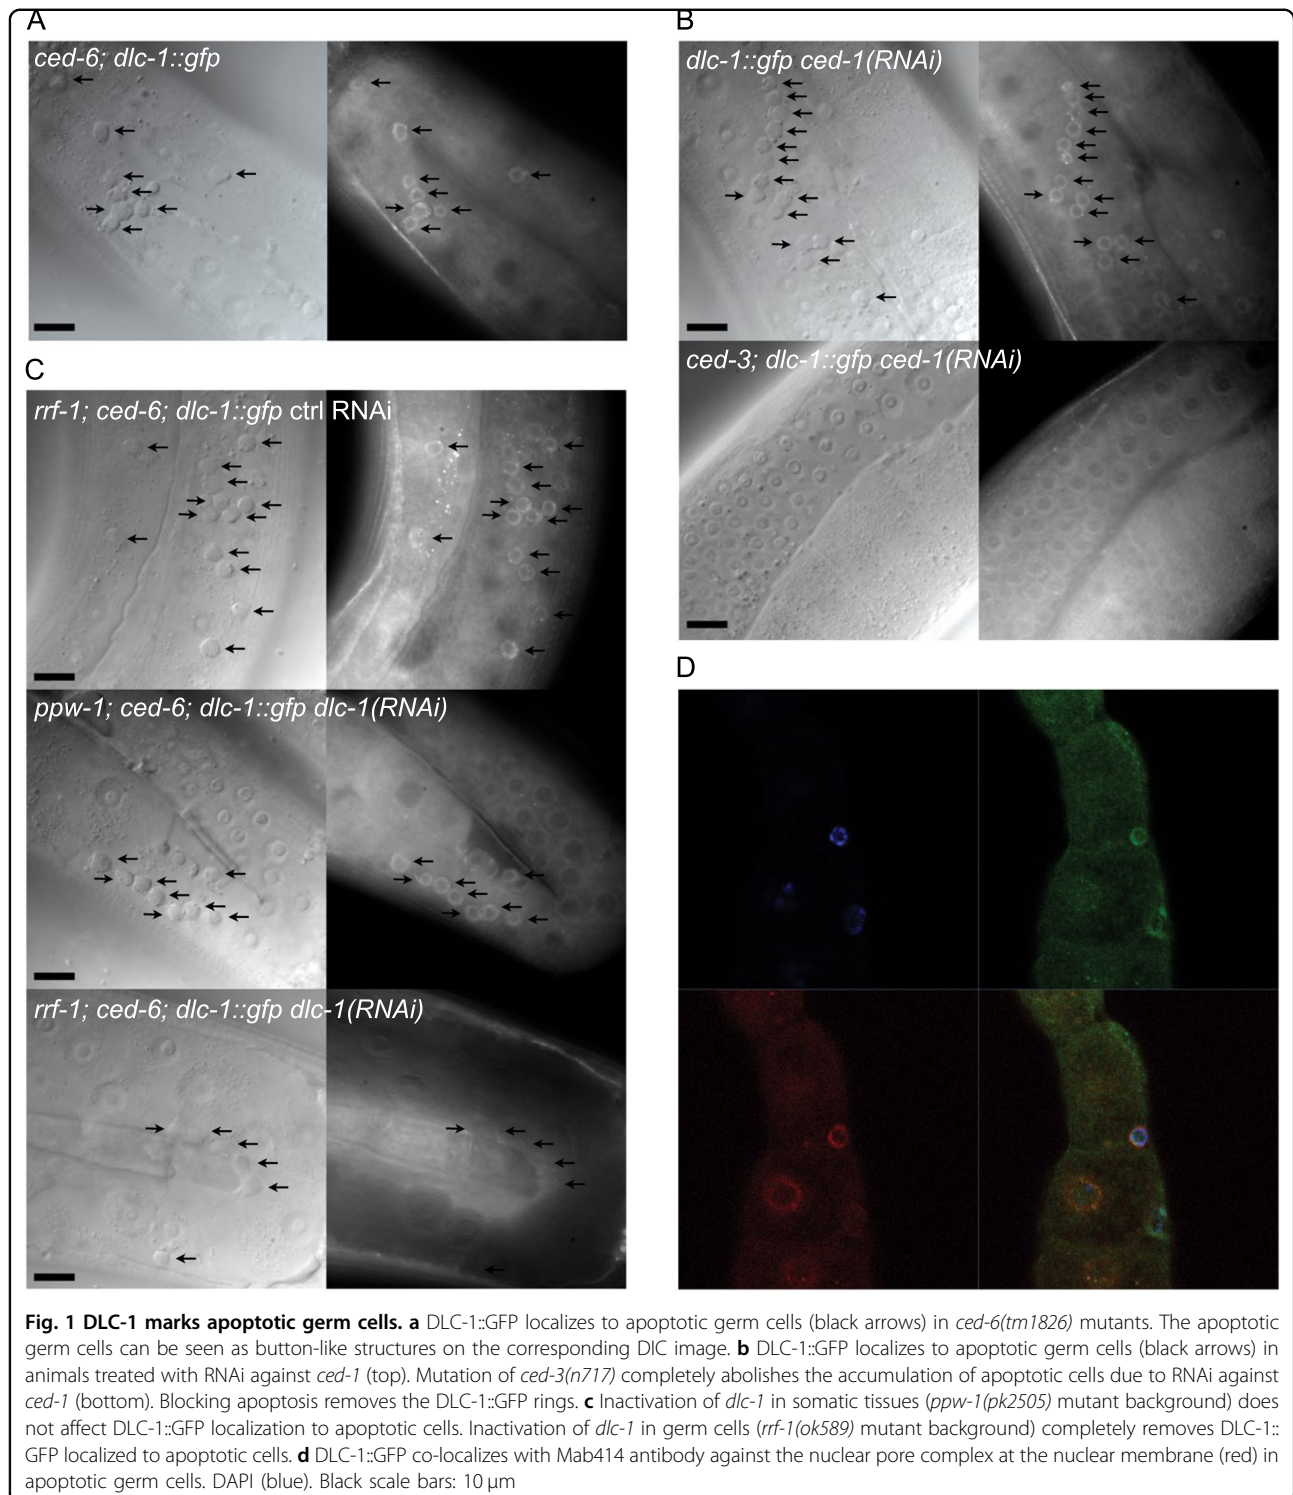 A
ced-6; dlc-1::gfp
B
dlc-1::gfp ced-1(RNAi)
ced-3; dlc-1::gfp ced-1(RNAi)
C
rrf-1; ced-6; dlc-1::gfp ctrl RNAi
ppw-1; ced-6; dlc-1::gfp dlc-1(RNAi)
rrf-1; ced-6; dlc-1::gfp dlc-1(RNAi)
D
Fig. 1 DLC-1 marks apoptotic germ cells. a DLC-1::GFP localizes to apoptotic germ cells (black arrows) in ced-6(tm1826) mutants. The apoptotic
germ cells can be seen as button-like structures on the corresponding DIC image. b DLC-1::GFP localizes to apoptotic germ cells (black arrows) in
animals treated with RNAi against ced-1 (top). Mutation of ced-3(n717) completely abolishes the accumulation of apoptotic cells due to RNAi against
ced-1 (bottom). Blocking apoptosis removes the DLC-1::GFP rings. c Inactivation of dlc-1 in somatic tissues (ppw-1(pk2505) mutant background) does
not affect DLC-1::GFP localization to apoptotic cells. Inactivation of dlc-1 in germ cells (rrf-1(ok589) mutant background) completely removes DLC-1::
GFP localized to apoptotic cells. d DLC-1::GFP co-localizes with Mab414 antibody against the nuclear pore complex at the nuclear membrane (red) in
apoptotic germ cells. DAPI (blue). Black scale bars: 10 μm